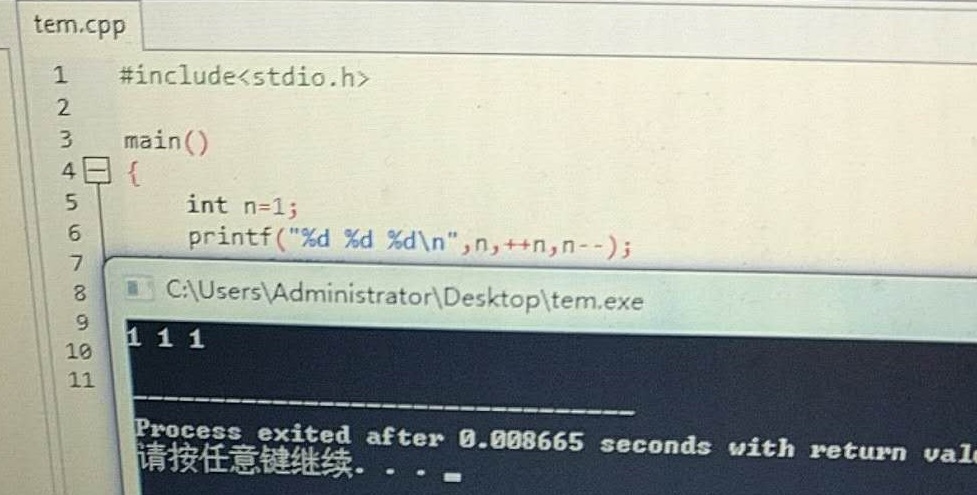 tem.cpp
1 #include<stdio.h>
2
3 main()
4 {
5 int n=1;
6 printf("%d %d %d\n",n,++n,n--);
7
8
9
10
11
C:\Users\Administrator\Desktop\tem.exe
1 1 1
--------------------------------
Process exited after 0.008665 seconds with return
请按任意键继续. . .